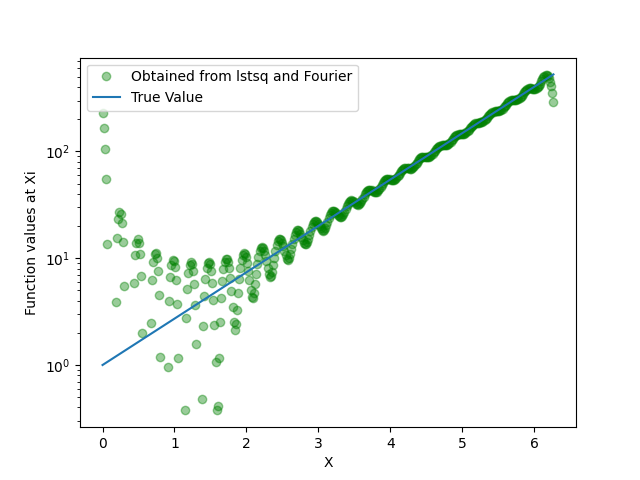 Obtained from lstsq and Fourier
True Value
Function values at Xi
10²
10¹
10⁰
0 1 2 3 4 5 6
X